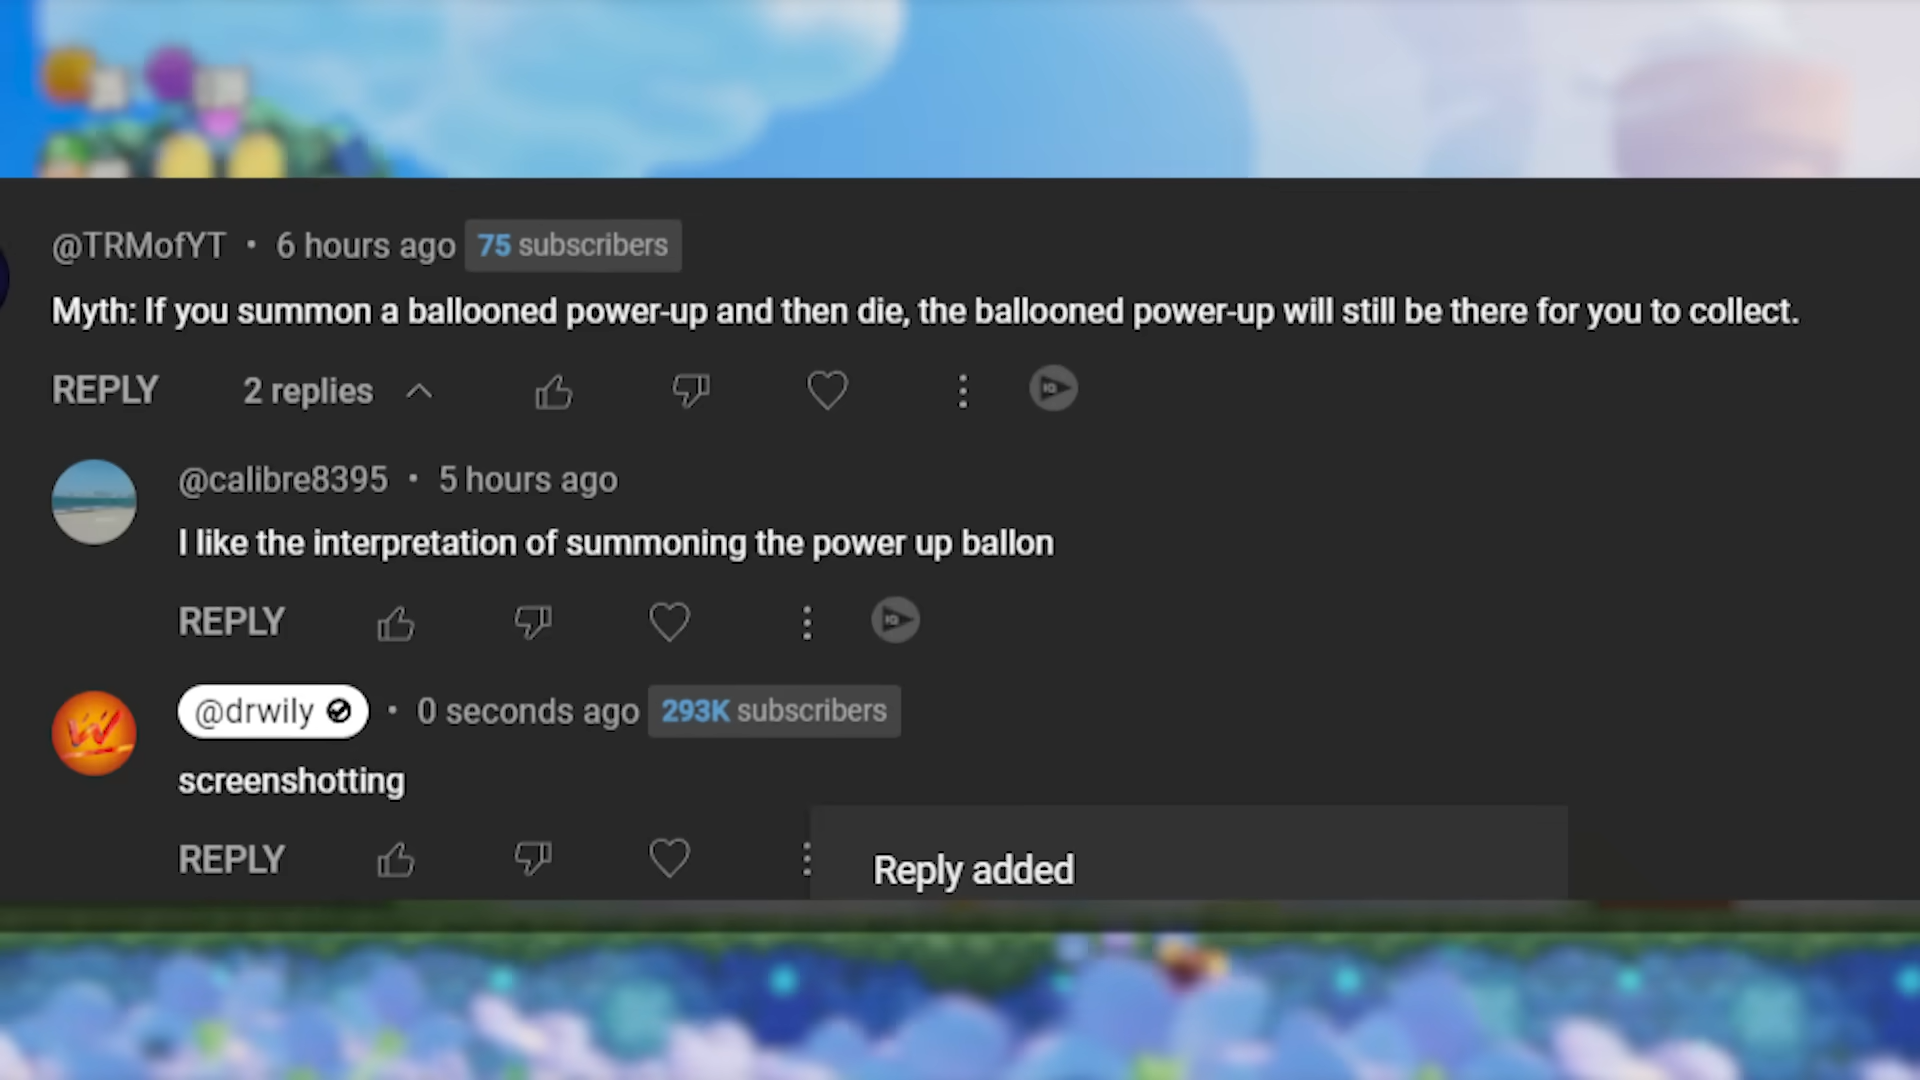 @TRMofYT • 6 hours ago 75 subscribers
Myth: If you summon a ballooned power-up and then die, the ballooned power-up will still be there for you to collect.
REPLY 2 replies
@calibre8395 • 5 hours ago
I like the interpretation of summoning the power up ballon
REPLY
@drwily • 0 seconds ago 293K subscribers
screenshotting
REPLY
Reply added